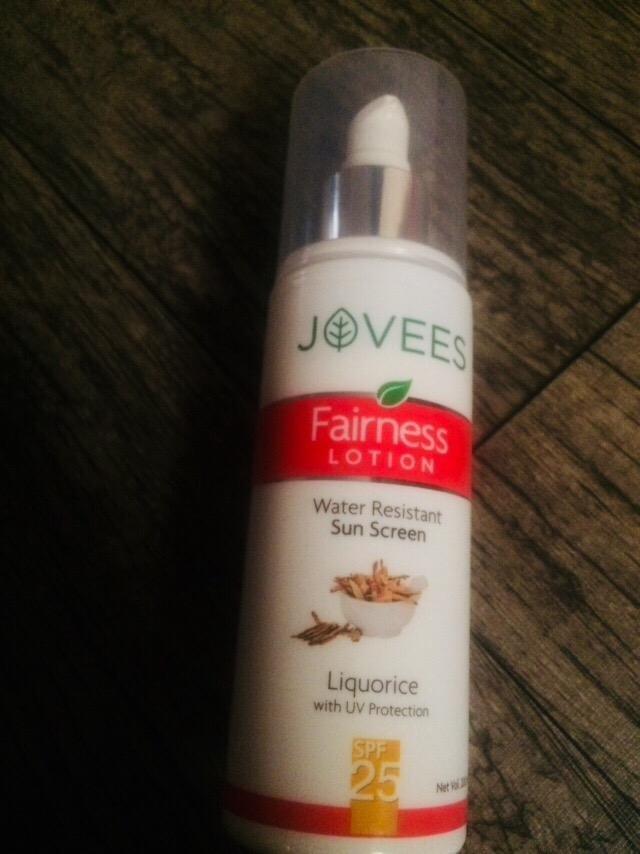 JOVEES
Fairness
LOTION
Water Resistant
Sun Screen
Liquorice
with UV Protection
SPF
25
Net Vol.